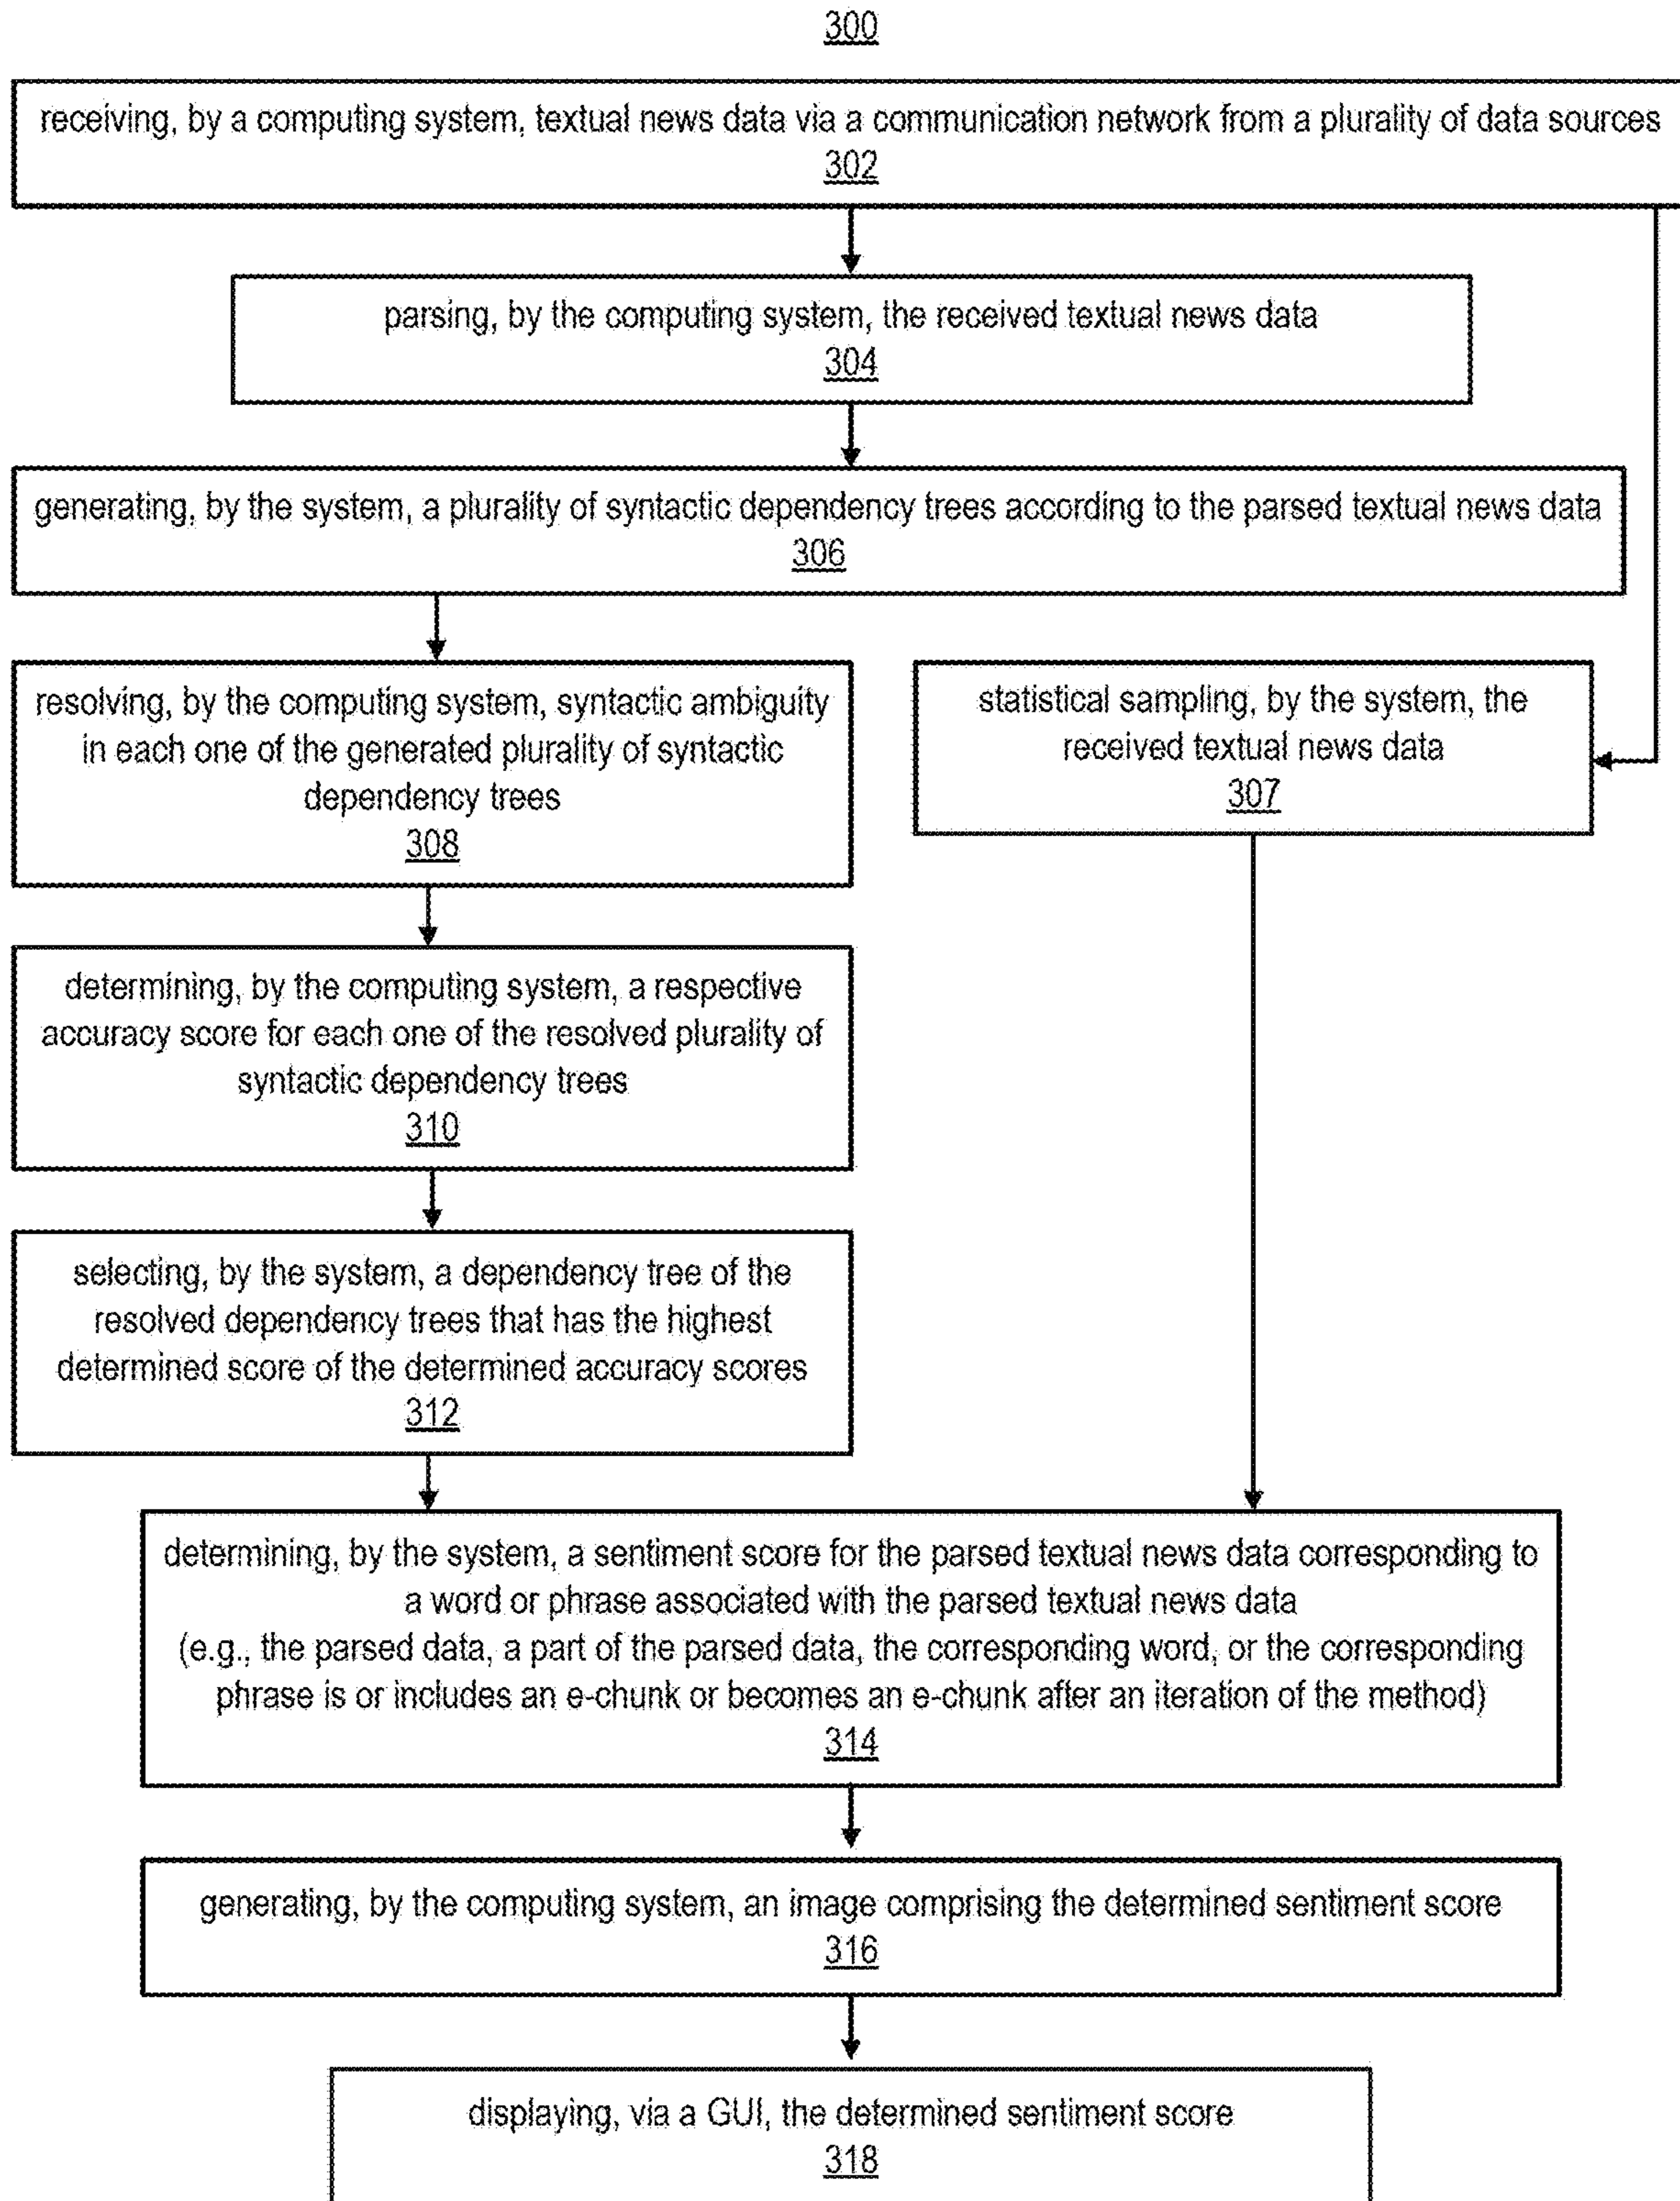 300
receiving, by a computing system, textual news data via a communication network from a plurality of data sources
302
parsing, by the computing system, the received textual news data
304
generating, by the system, a plurality of syntactic dependency trees according to the parsed textual news data
306
resolving, by the computing system, syntactic ambiguity
in each one of the generated plurality of syntactic
dependency trees
308
statistical sampling, by the system, the
received textual news data
307
determining, by the computing system, a respective
accuracy score for each one of the resolved plurality of
syntactic dependency trees
310
selecting, by the system, a dependency tree of the
resolved dependency trees that has the highest
determined score of the determined accuracy scores
312
determining, by the system, a sentiment score for the parsed textual news data corresponding to
a word or phrase associated with the parsed textual news data
(e.g., the parsed data, a part of the parsed data, the corresponding word, or the corresponding
phrase is or includes an e-chunk or becomes an e-chunk after an iteration of the method)
314
generating, by the computing system, an image comprising the determined sentiment score
316
displaying, via a GUI, the determined sentiment score
318